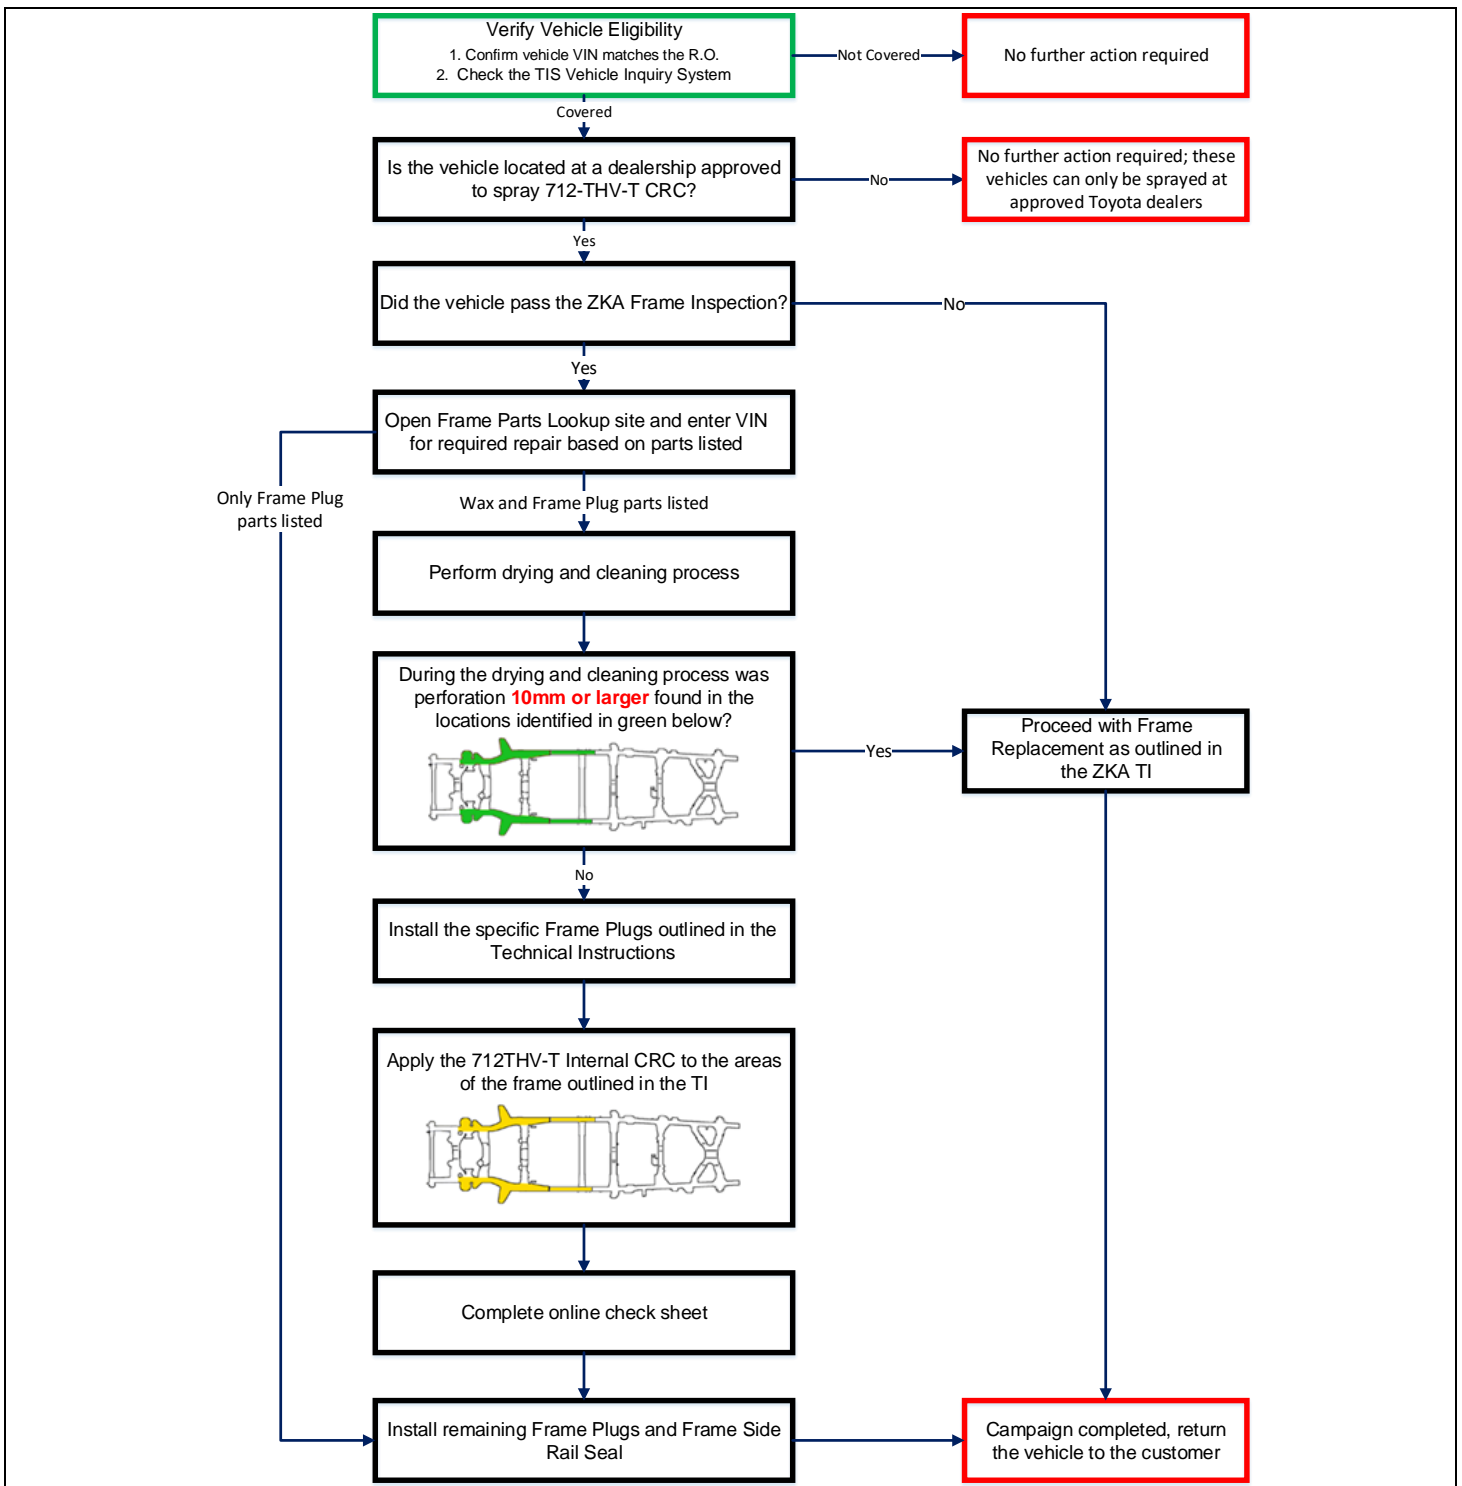 Verify Vehicle Eligibility
1. Confirm vehicle VIN matches the R.O.
2. Check the TIS Vehicle Inquiry System
Not Covered
No further action required
Covered
Is the vehicle located at a dealership approved
to spray 712-THV-T CRC?
No
No further action required; these
vehicles can only be sprayed at
approved Toyota dealers
Yes
Did the vehicle pass the ZKA Frame Inspection?
No
Yes
Open Frame Parts Lookup site and enter VIN
for required repair based on parts listed
Only Frame Plug
parts listed
Wax and Frame Plug parts listed
Perform drying and cleaning process
During the drying and cleaning process was
perforation 10mm or larger found in the
locations identified in green below?
Yes
Proceed with Frame
Replacement as outlined in
the ZKA TI
No
Install the specific Frame Plugs outlined in the
Technical Instructions
Apply the 712THV-T Internal CRC to the areas
of the frame outlined in the TI
Complete online check sheet
Install remaining Frame Plugs and Frame Side
Rail Seal
Campaign completed, return
the vehicle to the customer